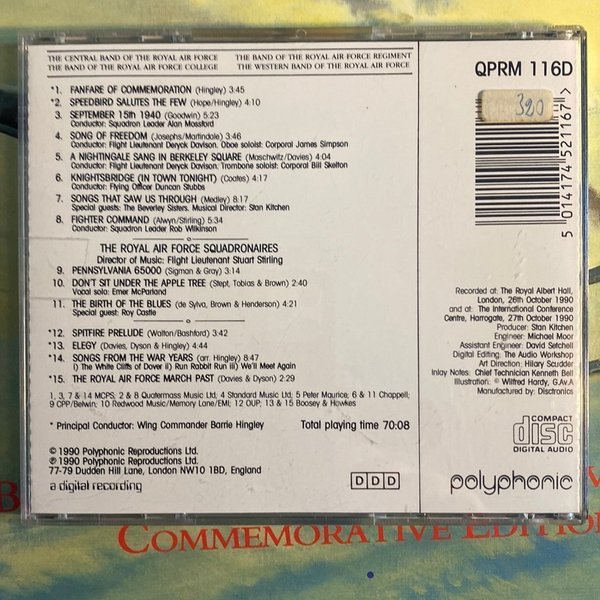 THE CENTRAL BAND OF THE ROYAL AIR FORCE THE BAND OF THE ROYAL AIR FORCE REGIMENT
THE BAND OF THE ROYAL AIR FORCE COLLEGE THE WESTERN BAND OF THE ROYAL AIR FORCE
*1. FANFARE OF COMMEMORATION (Hingley) 3:45
*2. SPEEDBIRD SALUTES THE FEW (Hope/Hingley) 4:10
3. SEPTEMBER 15th 1940 (Goodwin) 5:23
Conductor: Squadron Leader Alan Mossford
4. SONG OF FREEDOM (Josephs/Martindale) 3:46
Conductor: Flight Lieutenant Deryck Davison. Oboe soloist: Corporal James Simpson
5. A NIGHTINGALE SANG IN BERKELEY SQUARE (Maschwitz/Davies) 4:04
Conductor: Flight Lieutenant Deryck Davison, Trombone soloist: Corporal Bill Skelton
6. KNIGHTSBRIDGE (IN TOWN TONIGHT) (Coates) 4:17
Conductor: Flying Officer Duncan Stubbs
7. SONGS THAT SAW US THROUGH (Medley) 8:17
Special guests: The Beverley Sisters. Musical Director: Stan Kitchen
8. FIGHTER COMMAND (Alwyn/Stirling) 5:34
Conductor: Squadron Leader Rob Wilkinson
THE ROYAL AIR FORCE SQUADRONAIRES
Director of Music: Flight Lieutenant Stuart Stirling
9. PENNSYLVANIA 65000 (Sigman & Gray) 3:14
10. DON'T SIT UNDER THE APPLE TREE (Stept, Tobias & Brown) 2:40
Vocal solo: Emer McParland
11. THE BIRTH OF THE BLUES (de Sylva, Brown & Henderson) 4:21
Special guest: Roy Castle
*12. SPITFIRE PRELUDE (Walton/Bashford) 3:42
*13. ELEGY (Davies, Dyson & Hingley) 4:44
*14. SONGS FROM THE WAR YEARS (arr. Hingley) 8:47
i) The White Cliffs of Dover ii) Run Rabbit Run iii) We'll Meet Again
*15. THE ROYAL AIR FORCE MARCH PAST (Davies & Dyson) 2:29
1, 3, 7 & 14 MCPS; 2 & 8 Quatermass Music Ltd; 4 Standard Music Ltd; 5 Peter Maurice; 6 & 11 Chappell;
9 CPP/Belwin; 10 Redwood Music/Memory Lane/EMI; 12 OUP; 13 & 15 Boosey & Hawkes
* Principal Conductor: Wing Commander Barrie Hingley Total playing time 70:08
© 1990 Polyphonic Reproductions Ltd.
℗ 1990 Polyphonic Reproductions Ltd.
77-79 Dudden Hill Lane, London NW10 1BD, England
a digital recording
DDD
QPRM 116D
320
5 014174 521167 >
Recorded at: The Royal Albert Hall,
London, 26th October 1990
and at: The International Conference
Centre, Harrogate, 27th October 1990
Producer: Stan Kitchen
Engineer: Michael Moor
Assistant Engineer: David Setchell
Digital Editing: The Audio Workshop
Art Direction: Hilary Scudder
Inlay Notes: Chief Technician Kenneth Bell
Illustration: © Wilfred Hardy, G.Av.A
Manufactured by: Disctronics
COMPACT
disc
DIGITAL AUDIO
polyphonic
COMMEMORATIVE EDITION